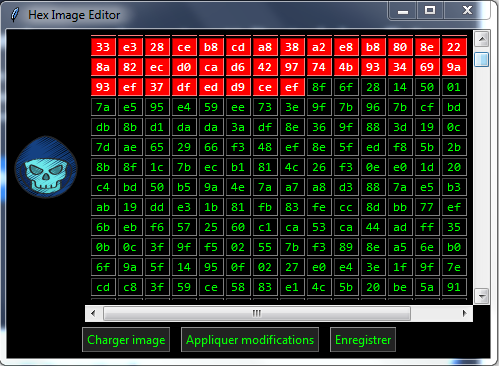 Hex Image Editor
33 e3 28 ce b8 cd a8 38 a2 e8 b8 80 8e 22
8a 82 ec d0 ca d6 42 97 74 4b 93 34 69 9a
93 ef 37 df ed d9 ce ef 8f 6f 28 14 50 01
7a e5 95 e4 59 ee 73 3e 9f 7b 96 7b cf bd
db 8b d1 da da 3a df 8e 36 9f 88 3d 19 0c
7d ae 65 29 66 f3 48 ef 8e 5f ed f8 5b 2b
8b 8f 1c 7b ec b1 81 4c 26 f3 0e e0 1d 20
c4 bd 50 b5 9a 4e 7a a7 a8 d3 88 7a e5 b3
ab 19 dd e3 1b 81 fb 83 fe cc 8d bb 77 ef
6b eb f6 57 25 60 c1 ca 53 ca 44 ad ff 35
0b 0c 3f 9f f5 02 55 7b f3 89 8e a5 6e b0
6f 9a 5f 14 95 0f 02 27 e0 e4 3e 1f 9f 7e
cd c8 3f 59 ce 58 83 e1 4c 5b 20 be 5a 91
Charger image Appliquer modifications Enregistrer